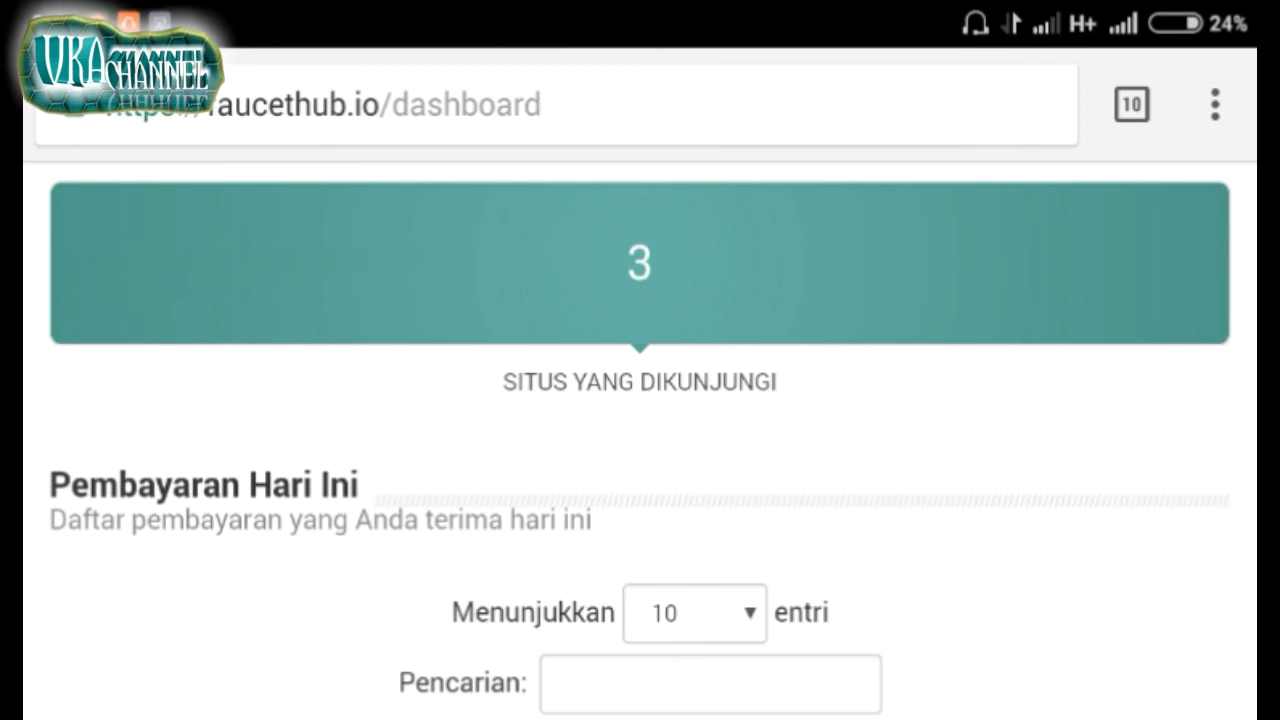 H+ 24%
VKA CHANNEL
faucethub.io/dashboard
10
3
SITUS YANG DIKUNJUNGI
Pembayaran Hari Ini
Daftar pembayaran yang Anda terima hari ini
Menunjukkan 10 entri
Pencarian: